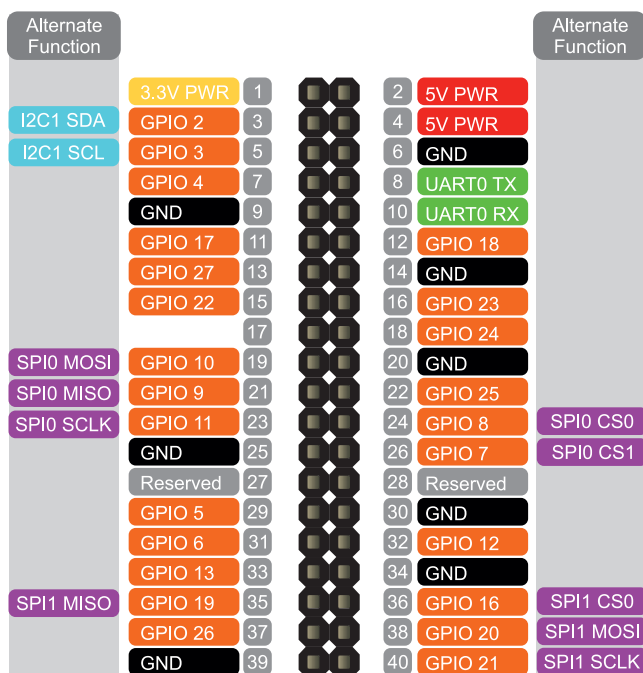 Alternate
Function
Alternate
Function
3.3V PWR 1 2 5V PWR
I2C1 SDA GPIO 2 3 4 5V PWR
I2C1 SCL GPIO 3 5 6 GND
GPIO 4 7 8 UART0 TX
GND 9 10 UART0 RX
GPIO 17 11 12 GPIO 18
GPIO 27 13 14 GND
GPIO 22 15 16 GPIO 23
17 18 GPIO 24
SPI0 MOSI GPIO 10 19 20 GND
SPI0 MISO GPIO 9 21 22 GPIO 25
SPI0 SCLK GPIO 11 23 24 GPIO 8 SPI0 CS0
GND 25 26 GPIO 7 SPI0 CS1
Reserved 27 28 Reserved
GPIO 5 29 30 GND
GPIO 6 31 32 GPIO 12
GPIO 13 33 34 GND
SPI1 MISO GPIO 19 35 36 GPIO 16 SPI1 CS0
GPIO 26 37 38 GPIO 20 SPI1 MOSI
GND 39 40 GPIO 21 SPI1 SCLK